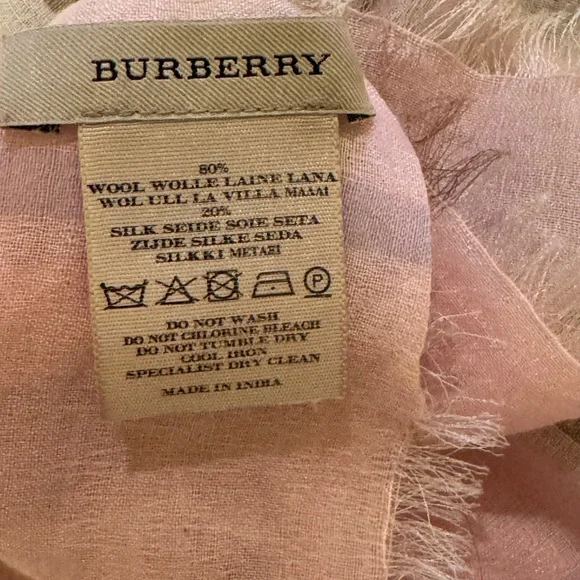 BURBERRY
80%
WOOL WOLLE LAINE LANA
WOL ULL LA VILLA ΜΑΛΛΙ
20%
SILK SEIDE SOIE SETA
ZIJDE SILKE SEDA
SILKKI ΜΕΤΑΞΙ
P
DO NOT WASH
DO NOT CHLORINE BLEACH
DO NOT TUMBLE DRY
COOL IRON
SPECIALIST DRY CLEAN
MADE IN INDIA